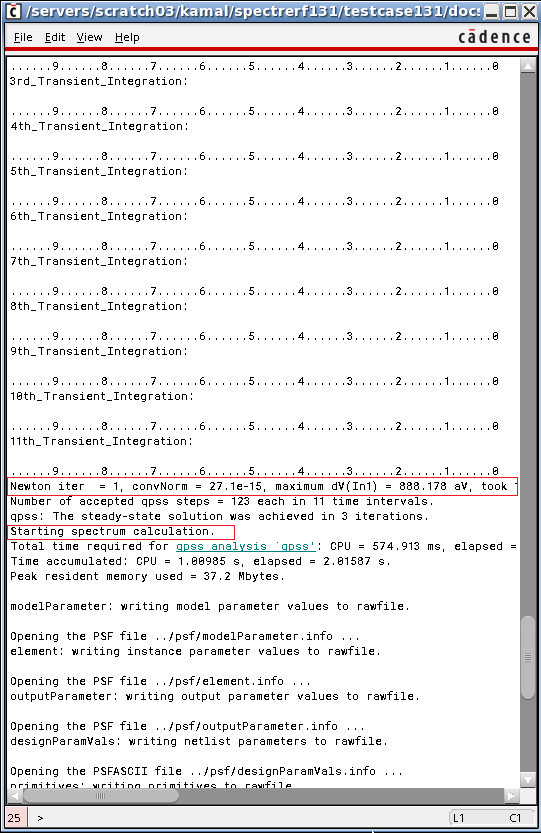 /servers/scratch03/kamal/spectrerf131/testcase131/docs
File Edit View Help cādence
......9......8......7......6......5......4......3......2......1......0
3rd_Transient_Integration:
......9......8......7......6......5......4......3......2......1......0
4th_Transient_Integration:
......9......8......7......6......5......4......3......2......1......0
5th_Transient_Integration:
......9......8......7......6......5......4......3......2......1......0
6th_Transient_Integration:
......9......8......7......6......5......4......3......2......1......0
7th_Transient_Integration:
......9......8......7......6......5......4......3......2......1......0
8th_Transient_Integration:
......9......8......7......6......5......4......3......2......1......0
9th_Transient_Integration:
......9......8......7......6......5......4......3......2......1......0
10th_Transient_Integration:
......9......8......7......6......5......4......3......2......1......0
11th_Transient_Integration:
......9......8......7......6......5......4......3......2......1......0
Newton iter = 1, convNorm = 27.1e-15, maximum dV(In1) = 888.178 aV, took
Number of accepted qpss steps = 123 each in 11 time intervals.
qpss: The steady-state solution was achieved in 3 iterations.
Starting spectrum calculation.
Total time required for qpss analysis `qpss': CPU = 574.913 ms, elapsed =
Time accumulated: CPU = 1.00985 s, elapsed = 2.01587 s.
Peak resident memory used = 37.2 Mbytes.
modelParameter: writing model parameter values to rawfile.
Opening the PSF file ../psf/modelParameter.info ...
element: writing instance parameter values to rawfile.
Opening the PSF file ../psf/element.info ...
outputParameter: writing output parameter values to rawfile.
Opening the PSF file ../psf/outputParameter.info ...
designParamVals: writing netlist parameters to rawfile.
Opening the PSFASCII file ../psf/designParamVals.info ...
primitives: writing primitives to rawfile.
25 > L1 C1